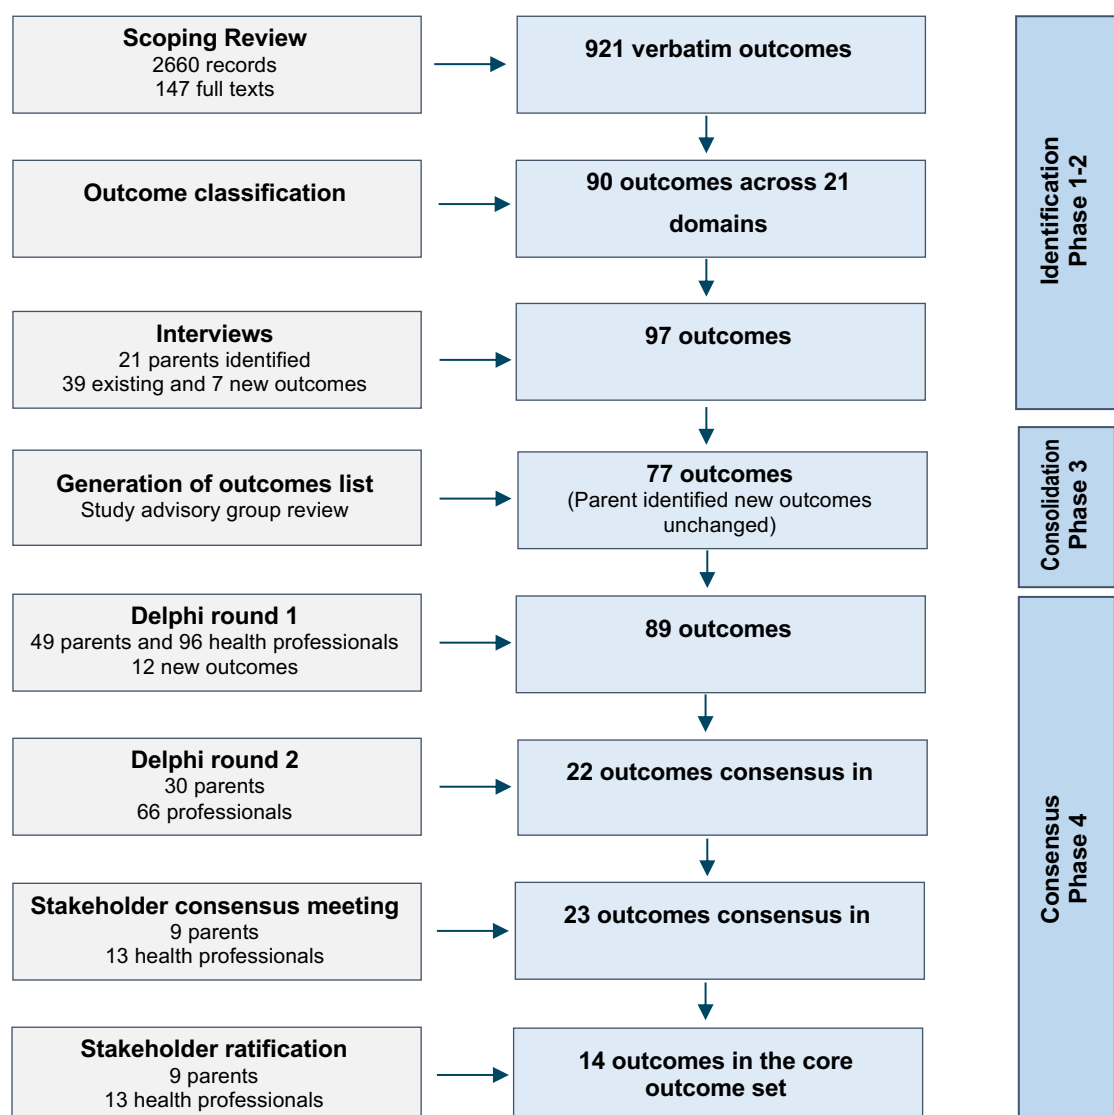 Scoping Review
2660 records
147 full texts
921 verbatim outcomes
Outcome classification
90 outcomes across 21
domains
Interviews
21 parents identified
39 existing and 7 new outcomes
97 outcomes
Identification
Phase 1-2
Generation of outcomes list
Study advisory group review
77 outcomes
(Parent identified new outcomes
unchanged)
Consolidation
Phase 3
Delphi round 1
49 parents and 96 health professionals
12 new outcomes
89 outcomes
Delphi round 2
30 parents
66 professionals
22 outcomes consensus in
Stakeholder consensus meeting
9 parents
13 health professionals
23 outcomes consensus in
Stakeholder ratification
9 parents
13 health professionals
14 outcomes in the core
outcome set
Consensus
Phase 4